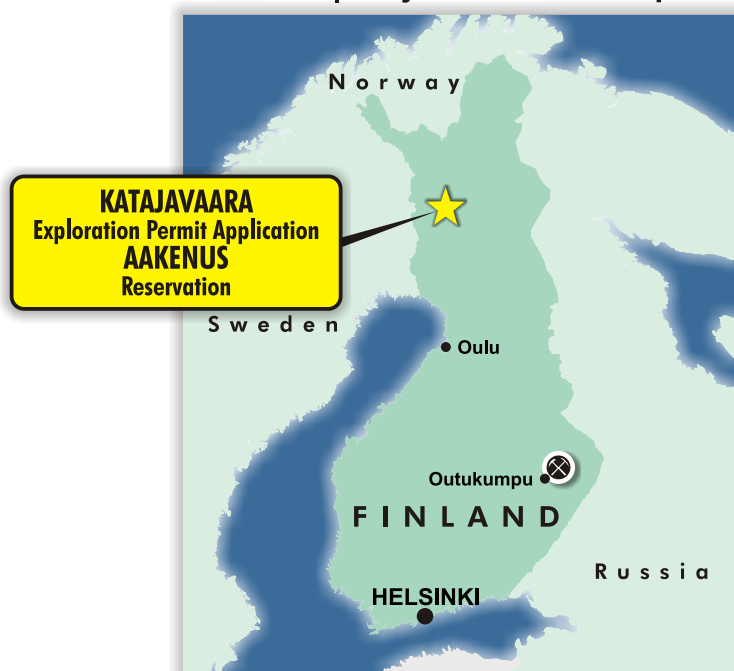 Norway
KATAJAVAARA
Exploration Permit Application
AAKENUS
Reservation
Sweden
Oulu
Outukumpu
FINLAND
Russia
HELSINKI